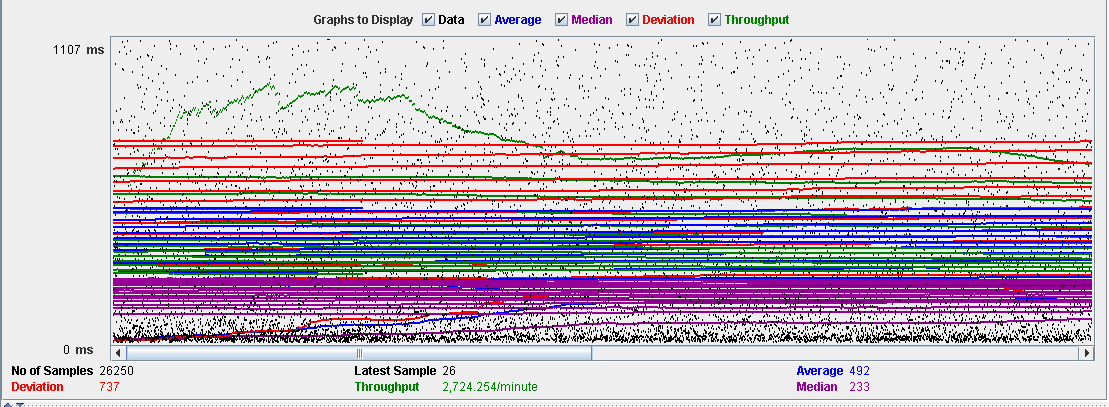 Graphs to Display Data Average Median Deviation Throughput
1107 ms
0 ms
No of Samples 26250 Latest Sample 26 Average 492
Deviation 737 Throughput 2,724.254/minute Median 233